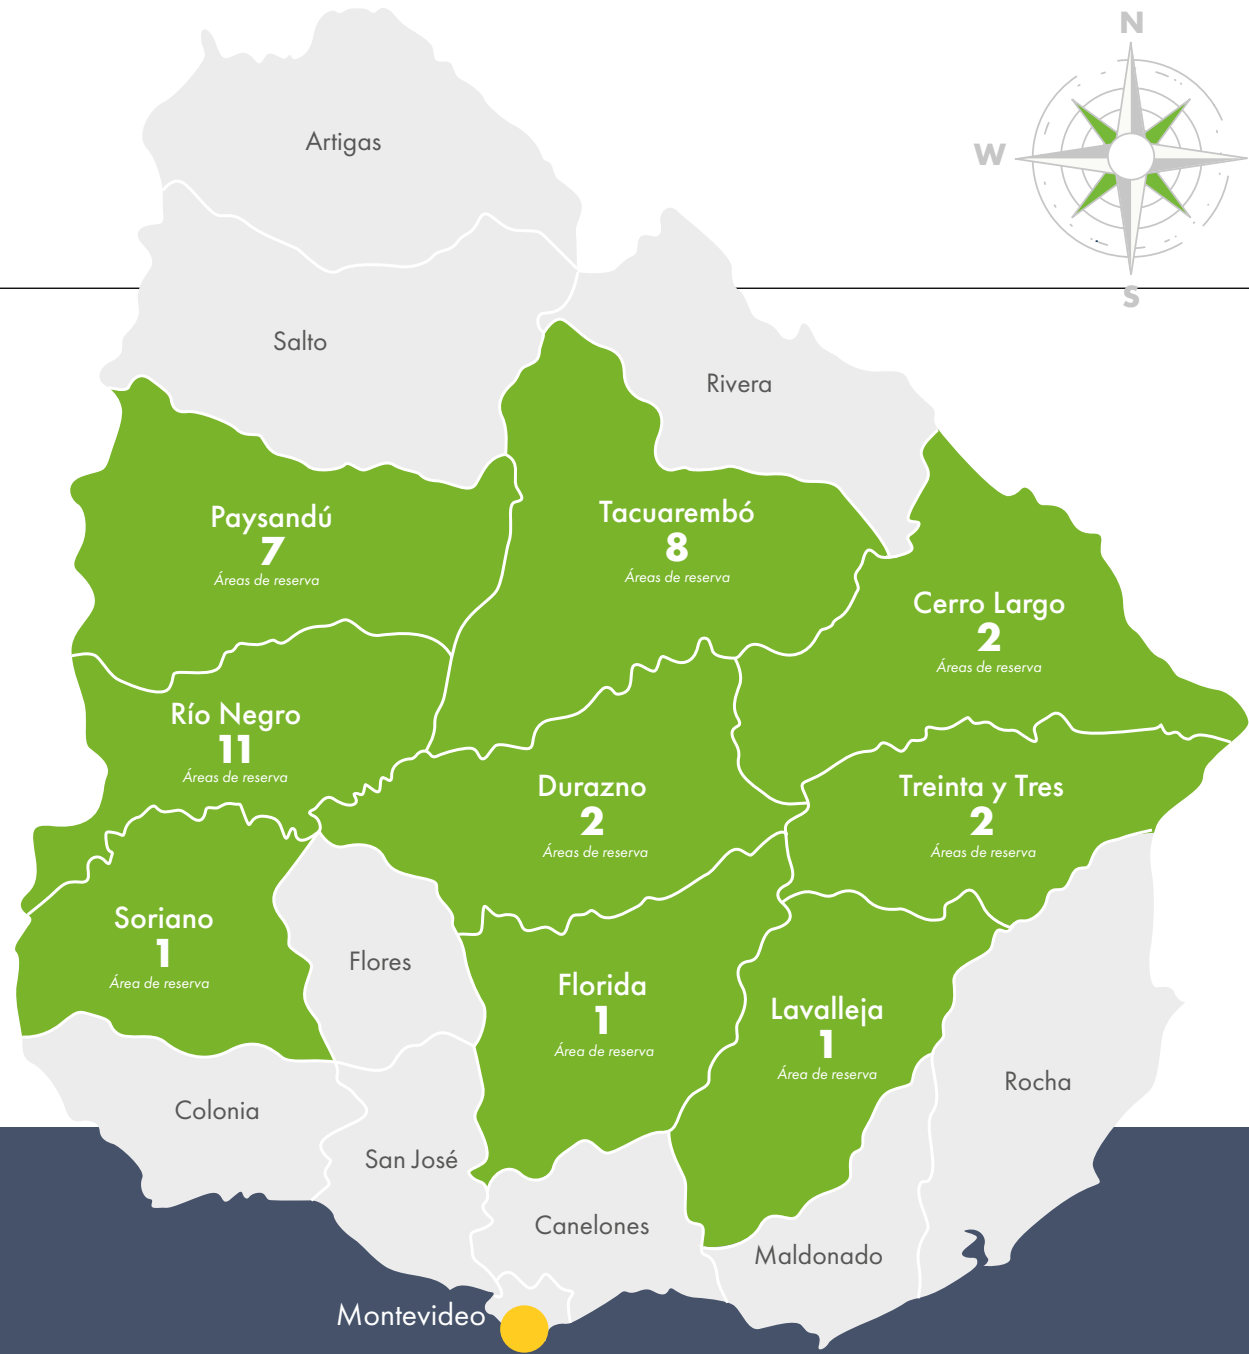 N
W
S
Artigas
Salto
Rivera
Paysandú
7
Áreas de reserva
Tacuarembó
8
Áreas de reserva
Cerro Largo
2
Áreas de reserva
Río Negro
11
Áreas de reserva
Durazno
2
Áreas de reserva
Treinta y Tres
2
Áreas de reserva
Soriano
1
Área de reserva
Flores
Florida
1
Área de reserva
Lavalleja
1
Área de reserva
Rocha
Colonia
San José
Canelones
Maldonado
Montevideo